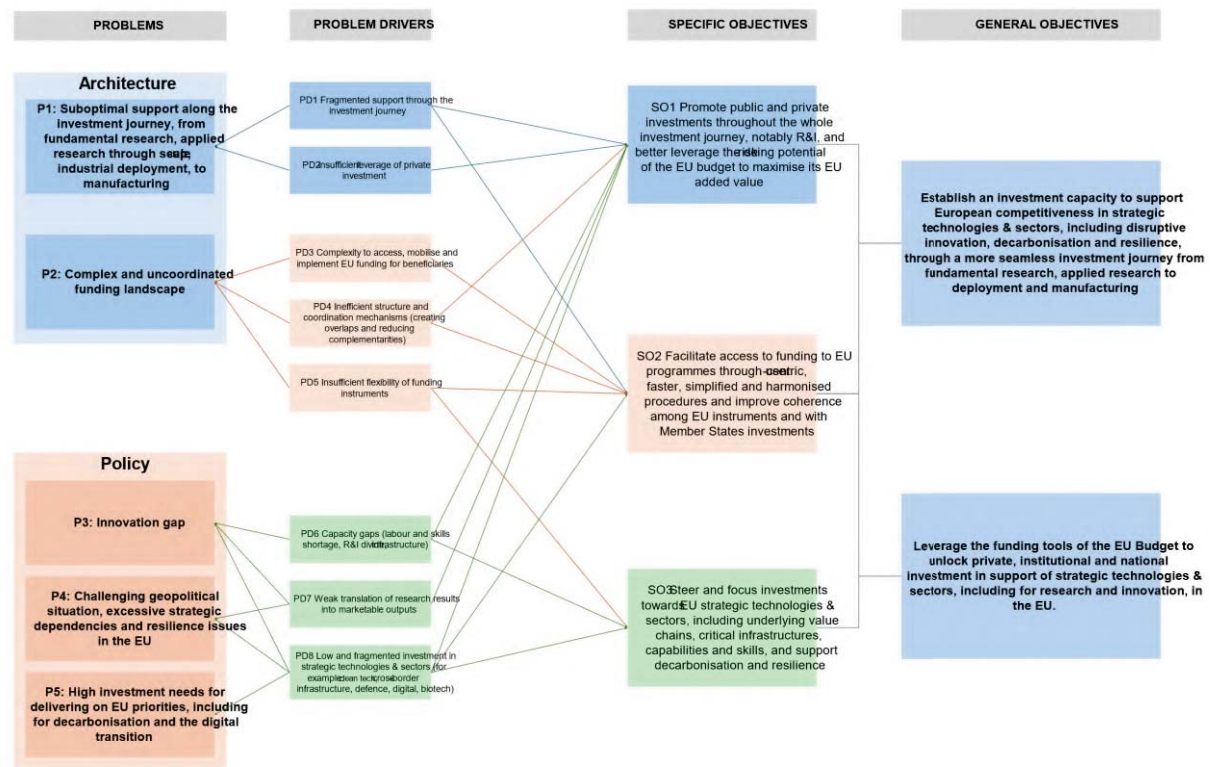 PROBLEMS
PROBLEM DRIVERS
SPECIFIC OBJECTIVES
GENERAL OBJECTIVES
Architecture
P1: Suboptimal support along the
investment journey, from
fundamental research, applied
research through
industrial deployment, to
manufacturing
P2: Complex and uncoordinated
funding landscape
Policy
P3: Innovation gap
P4: Challenging geopolitical
situation, excessive strategic
dependencies and resilience issues
in the EU
P5: High investment needs for
delivering on EU priorities, including
for decarbonisation and the digital
transition
PD1 Fragmented support through the
investment journey
PD2 Insufficient leverage of private
investment
PD3 Complexity to access, mobilise and
implement EU funding for beneficiaries
PD4 Inefficient structure and
coordination mechanisms (creating
overlaps and reducing
complementarities)
PD5 Insufficient flexibility of funding
instruments
PD6 Capacity gaps (labour and skills
shortage, R&I divide, infrastructure)
PD7 Weak translation of research results
into marketable outputs
PD8 Low and fragmented investment in
strategic technologies & sectors (for
example clean tech, cross-border
infrastructure, defence, digital, biotech)
SO1 Promote public and private
investments throughout the whole
investment journey, notably R&I, and
better leverage the potential
of the EU budget to maximise its EU
added value
SO2 Facilitate access to funding to EU
programmes through
faster, simplified and harmonised
procedures and improve coherence
among EU instruments and with
Member States investments
SO3 Steer and focus investments
towards EU strategic technologies &
sectors, including underlying value
chains, critical infrastructures,
capabilities and skills, and support
decarbonisation and resilience
Establish an investment capacity to support
European competitiveness in strategic
technologies & sectors, including disruptive
innovation, decarbonisation and resilience,
through a more seamless investment journey from
fundamental research, applied research to
deployment and manufacturing
Leverage the funding tools of the EU Budget to
unlock private, institutional and national
investment in support of strategic technologies &
sectors, including for research and innovation, in
the EU.